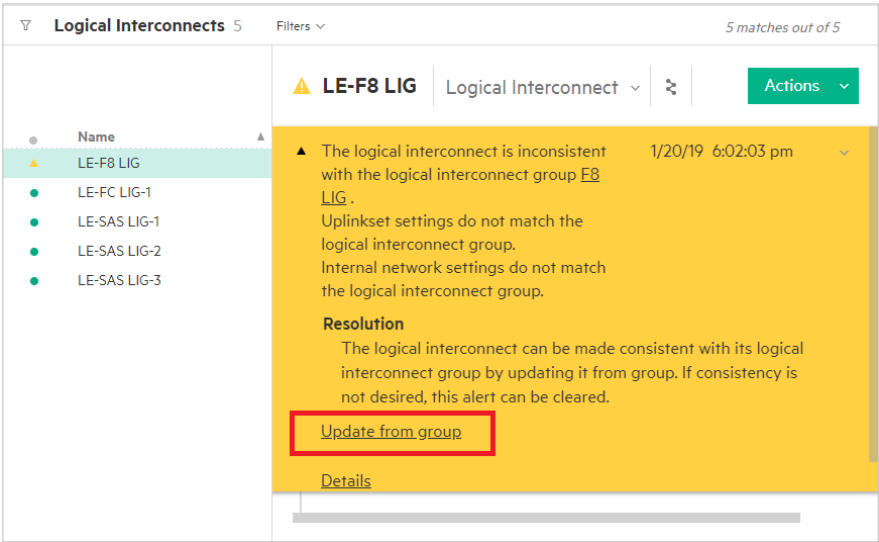 Logical Interconnects 5 Filters 5 matches out of 5
LE-F8 LIG Logical Interconnect Actions
Name
LE-F8 LIG
LE-FC LIG-1
LE-SAS LIG-1
LE-SAS LIG-2
LE-SAS LIG-3
The logical interconnect is inconsistent 1/20/19 6:02:03 pm
with the logical interconnect group F8
LIG .
Uplinkset settings do not match the
logical interconnect group.
Internal network settings do not match
the logical interconnect group.
Resolution
The logical interconnect can be made consistent with its logical
interconnect group by updating it from group. If consistency is
not desired, this alert can be cleared.
Update from group
Details